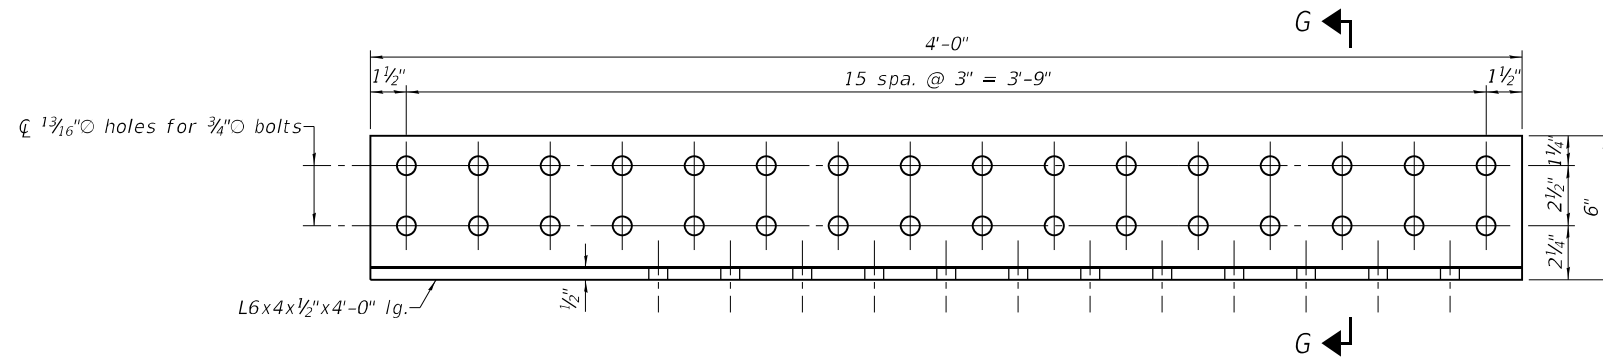 G
4'-0"
1½"
15 spa. @ 3" = 3'-9"
1½"
℄ 13/16"∅ holes for ¾"○ bolts
1¼"
2½"
6"
2¼"
½"
L6x4x½"x4'-0" lg.
G